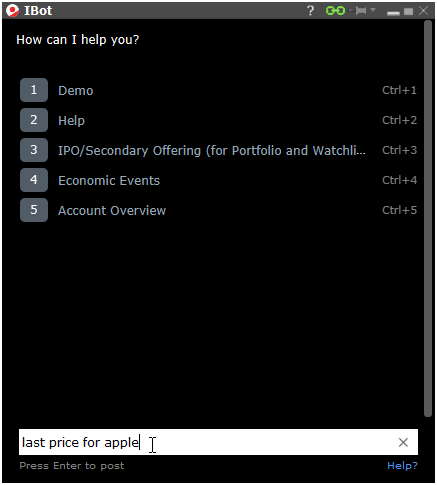 IBot
?
How can I help you?
1 Demo Ctrl+1
2 Help Ctrl+2
3 IPO/Secondary Offering (for Portfolio and Watchli... Ctrl+3
4 Economic Events Ctrl+4
5 Account Overview Ctrl+5
last price for apple
Press Enter to post Help?